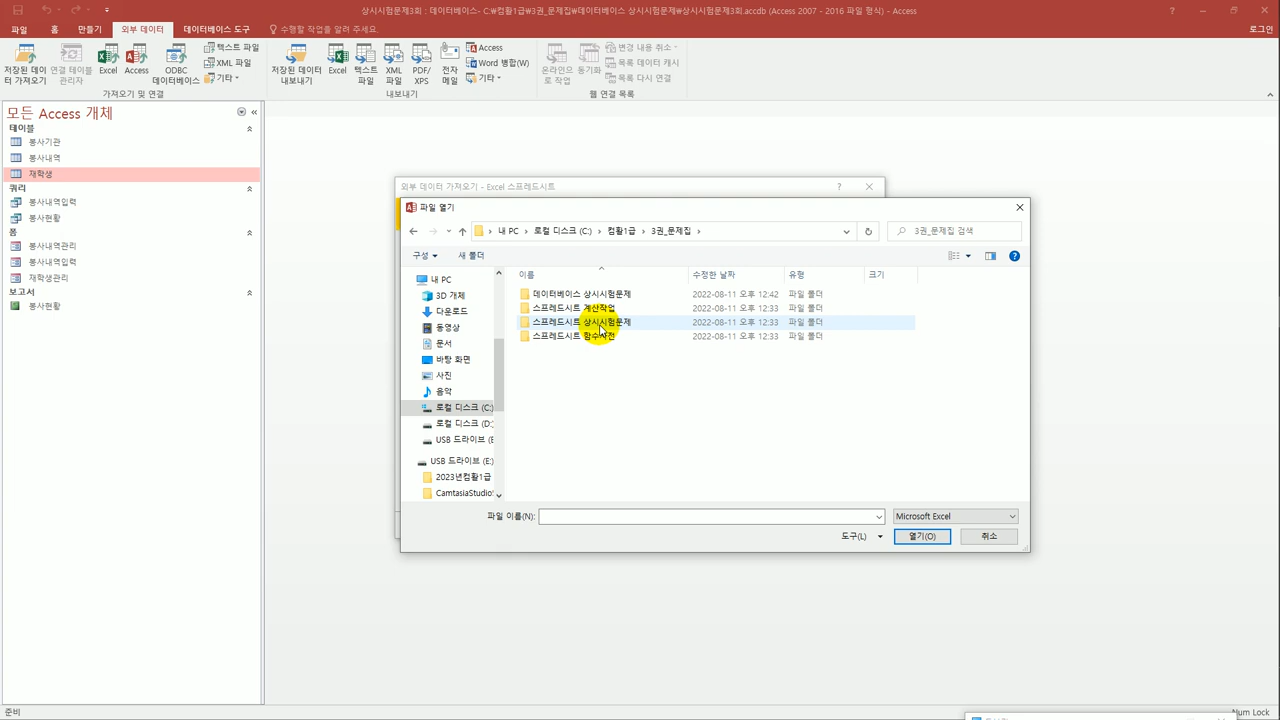 상시시험문제3회 : 데이터베이스- C:₩컴활1급₩3권_문제집₩데이터베이스 상시시험문제₩상시시험문제3회.accdb (Access 2007 - 2016 파일 형식) - Access
파일 홈 만들기 외부 데이터 데이터베이스 도구 수행할 작업을 알려 주세요. 로그인
저장된 데이터 가져오기
연결 테이블 관리자
Excel
Access
ODBC 데이터베이스
텍스트 파일
XML 파일
기타
가져오기 및 연결
저장된 데이터 내보내기
Excel
텍스트 파일
XML 파일
PDF/XPS
전자 메일
Access
Word 병합(W)
기타
내보내기
온라인으로 작업
동기화
변경 내용 취소
목록 데이터 캐시
목록 다시 연결
웹 연결 목록
모든 Access 개체
테이블
봉사기관
봉사내역
재학생
쿼리
봉사내역입력
봉사현황
폼
봉사내역관리
봉사내역입력
재학생관리
보고서
봉사현황
외부 데이터 가져오기 - Excel 스프레드시트
파일 열기
내 PC › 로컬 디스크 (C:) › 컴활1급 › 3권_문제집 ›
3권_문제집 검색
구성 새 폴더
내 PC
3D 개체
다운로드
동영상
문서
바탕 화면
사진
음악
로컬 디스크 (C:)
로컬 디스크 (D:
USB 드라이브 (E
USB 드라이브 (E:)
2023년컴활1급
CamtasiaStudio
이름 수정한 날짜 유형 크기
데이터베이스 상시시험문제 2022-08-11 오후 12:42 파일 폴더
스프레드시트 계산작업 2022-08-11 오후 12:33 파일 폴더
스프레드시트 상시시험문제 2022-08-11 오후 12:33 파일 폴더
스프레드시트 함수사전 2022-08-11 오후 12:33 파일 폴더
파일 이름(N): Microsoft Excel
도구(L) 열기(O) 취소
준비 Num Lock